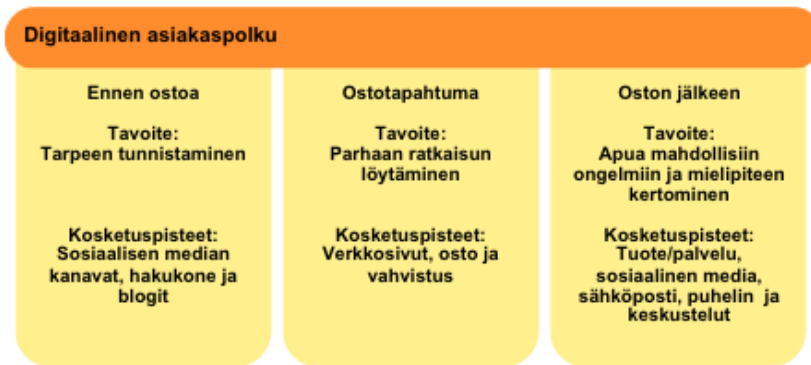 Digitaalinen asiakaspolku
Ennen ostoa
Tavoite:
Tarpeen tunnistaminen
Kosketuspisteet:
Sosiaalisen median
kanavat, hakukone ja
blogit
Ostotapahtuma
Tavoite:
Parhaan ratkaisun
löytäminen
Kosketuspisteet:
Verkkosivut, osto ja
vahvistus
Oston jälkeen
Tavoite:
Apua mahdollisiin
ongelmiin ja mielipiteen
kertominen
Kosketuspisteet:
Tuote/palvelu,
sosiaalinen media,
sähköposti, puhelin ja
keskustelut